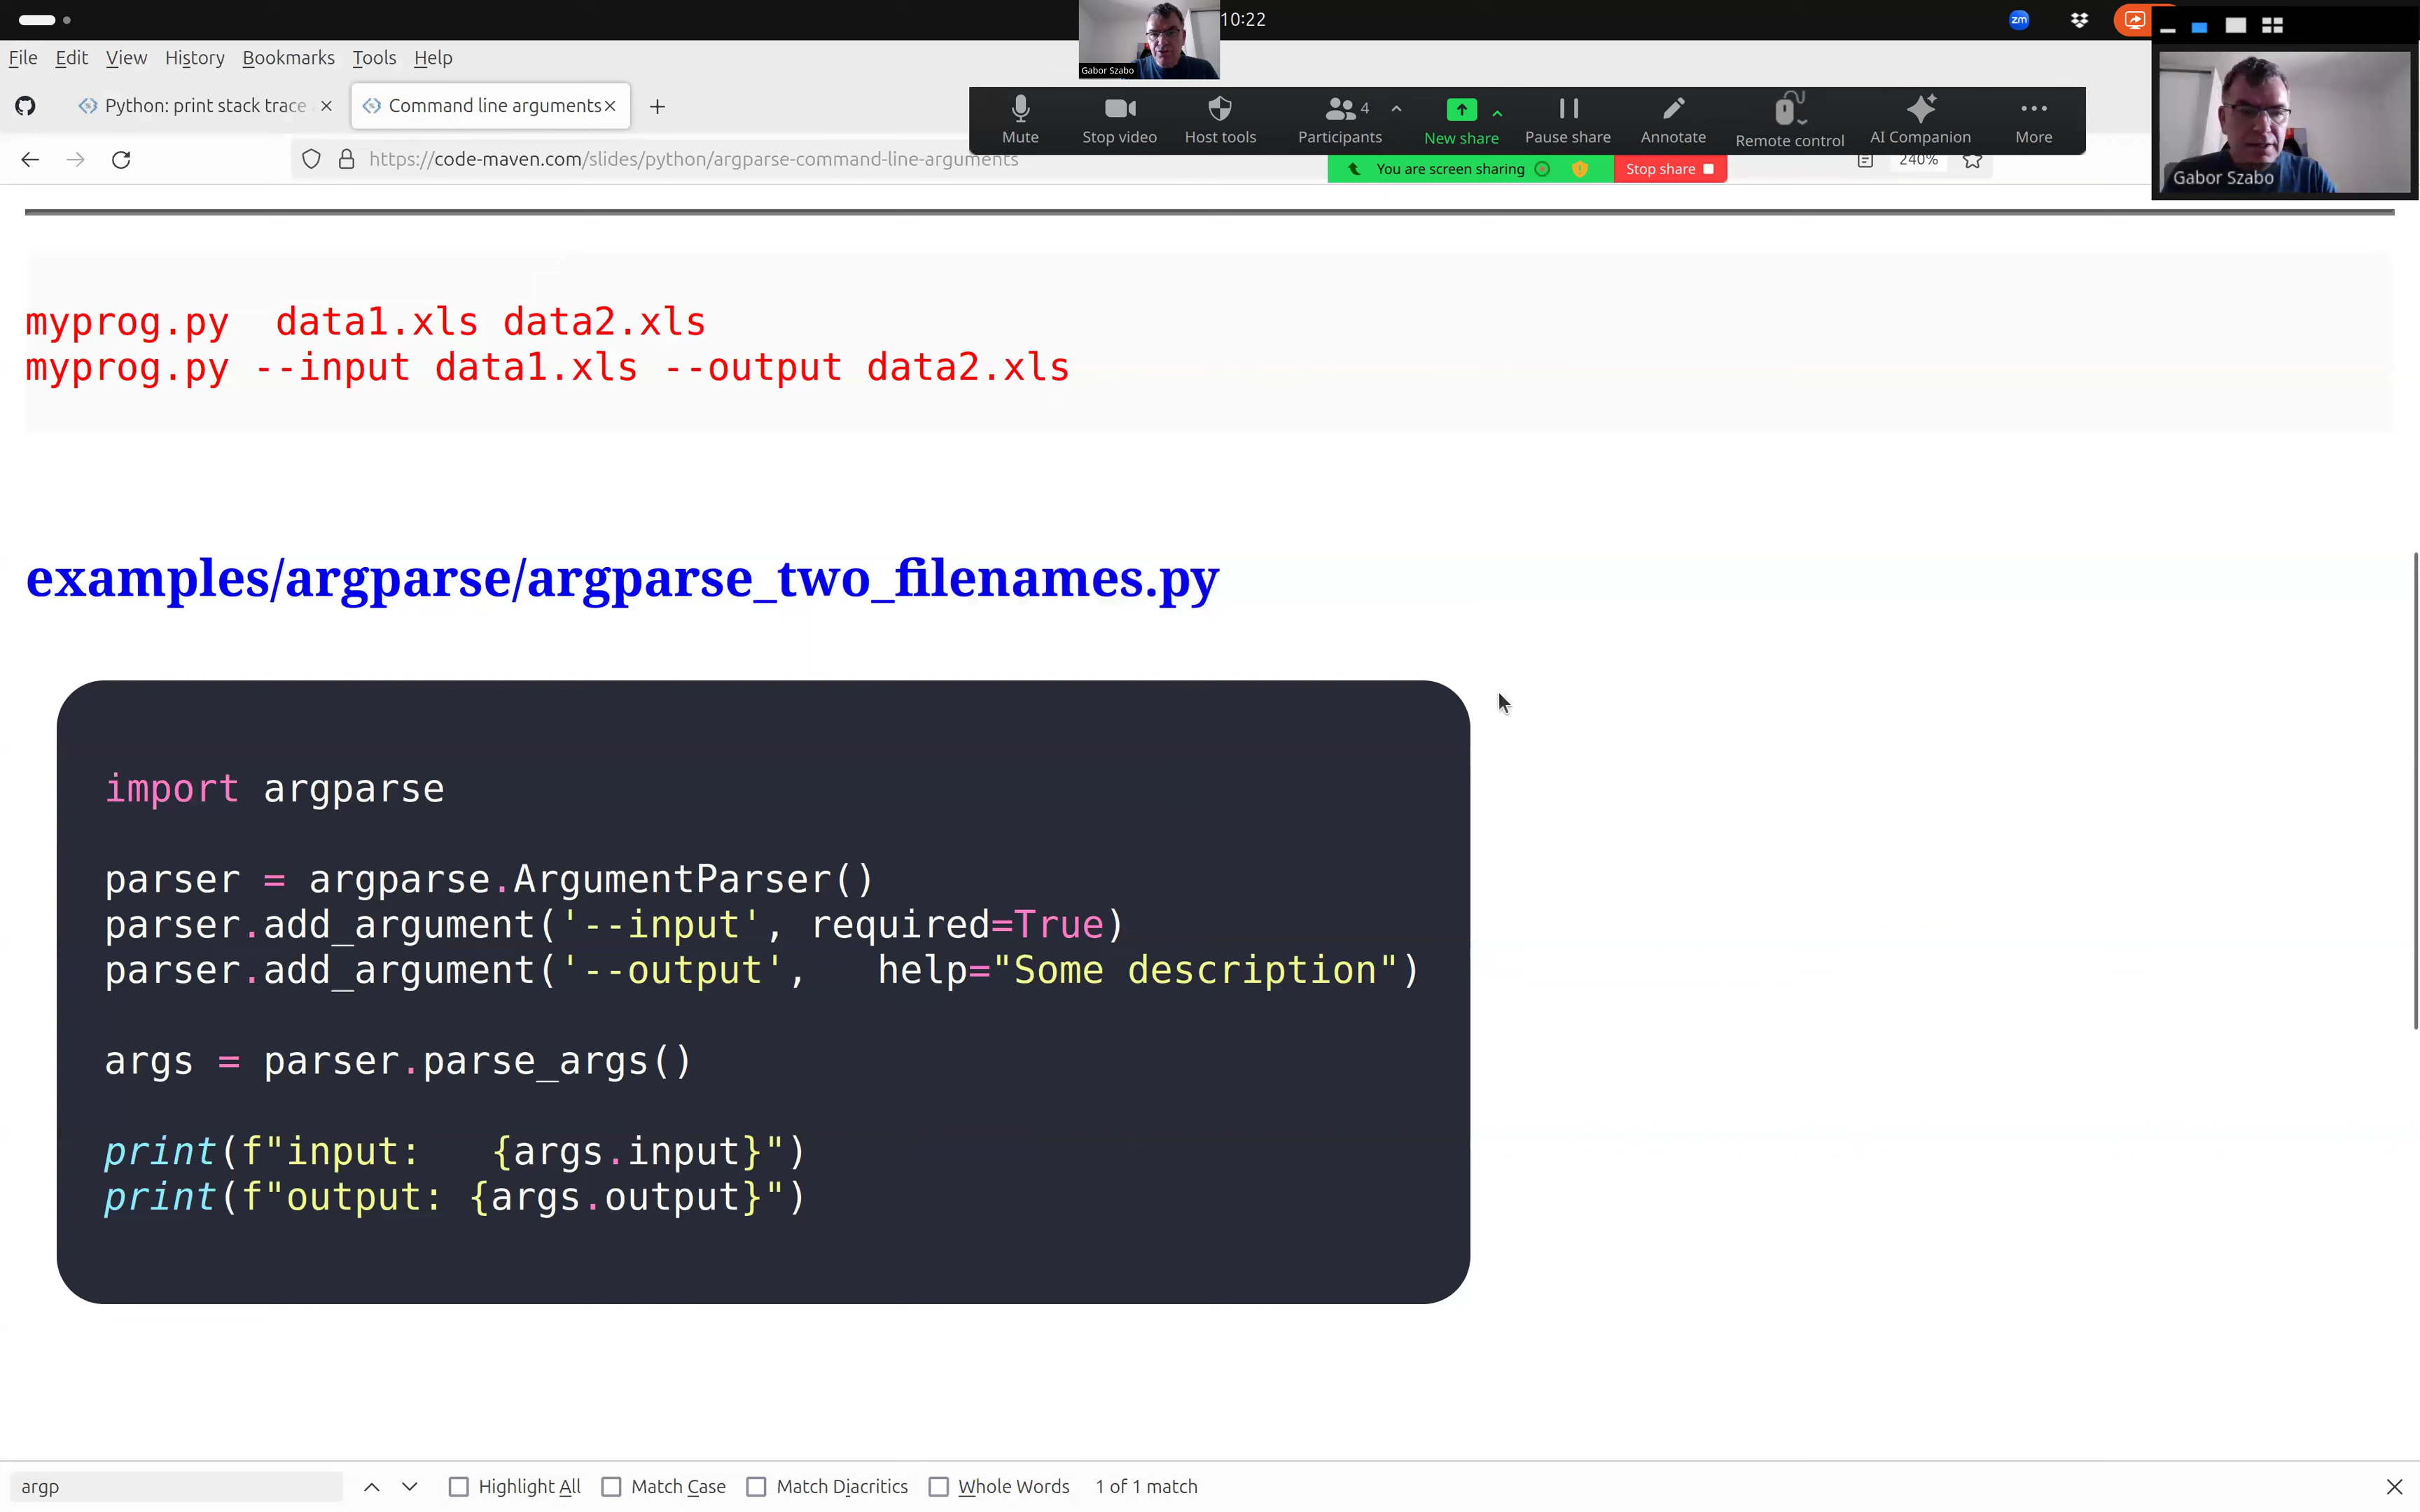 10:22
zm
File Edit View History Bookmarks Tools Help
Gabor Szabo
Python: print stack trace
Command line arguments
Mute
Stop video
Host tools
Participants 4
New share
Pause share
Annotate
Remote control
AI Companion
More
Gabor Szabo
https://code-maven.com/slides/python/argparse-command-line-arguments
You are screen sharing
Stop share
240%
myprog.py  data1.xls data2.xls
myprog.py --input data1.xls --output data2.xls
examples/argparse/argparse_two_filenames.py
import argparse
parser = argparse.ArgumentParser()
parser.add_argument('--input', required=True)
parser.add_argument('--output',   help="Some description")
args = parser.parse_args()
print(f"input:   {args.input}")
print(f"output: {args.output}")
argp
Highlight All
Match Case
Match Diacritics
Whole Words
1 of 1 match